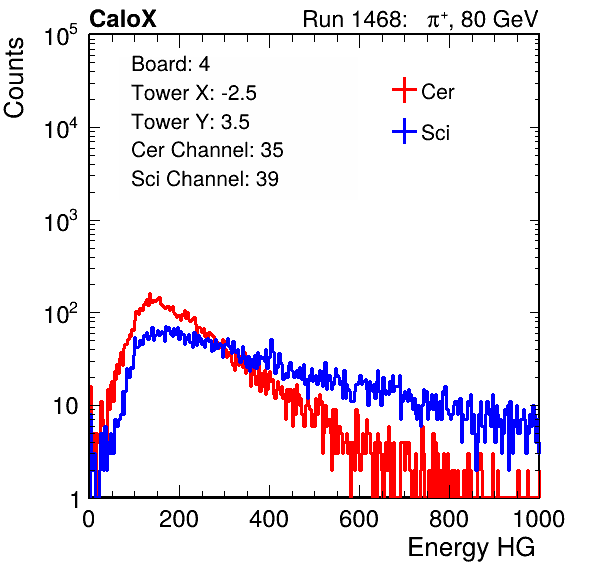 CaloX Run 1468: π⁺, 80 GeV
Counts
10⁵
10⁴
10³
10²
10
1
Board: 4
Tower X: -2.5
Tower Y: 3.5
Cer Channel: 35
Sci Channel: 39
Cer
Sci
0 200 400 600 800 1000
Energy HG